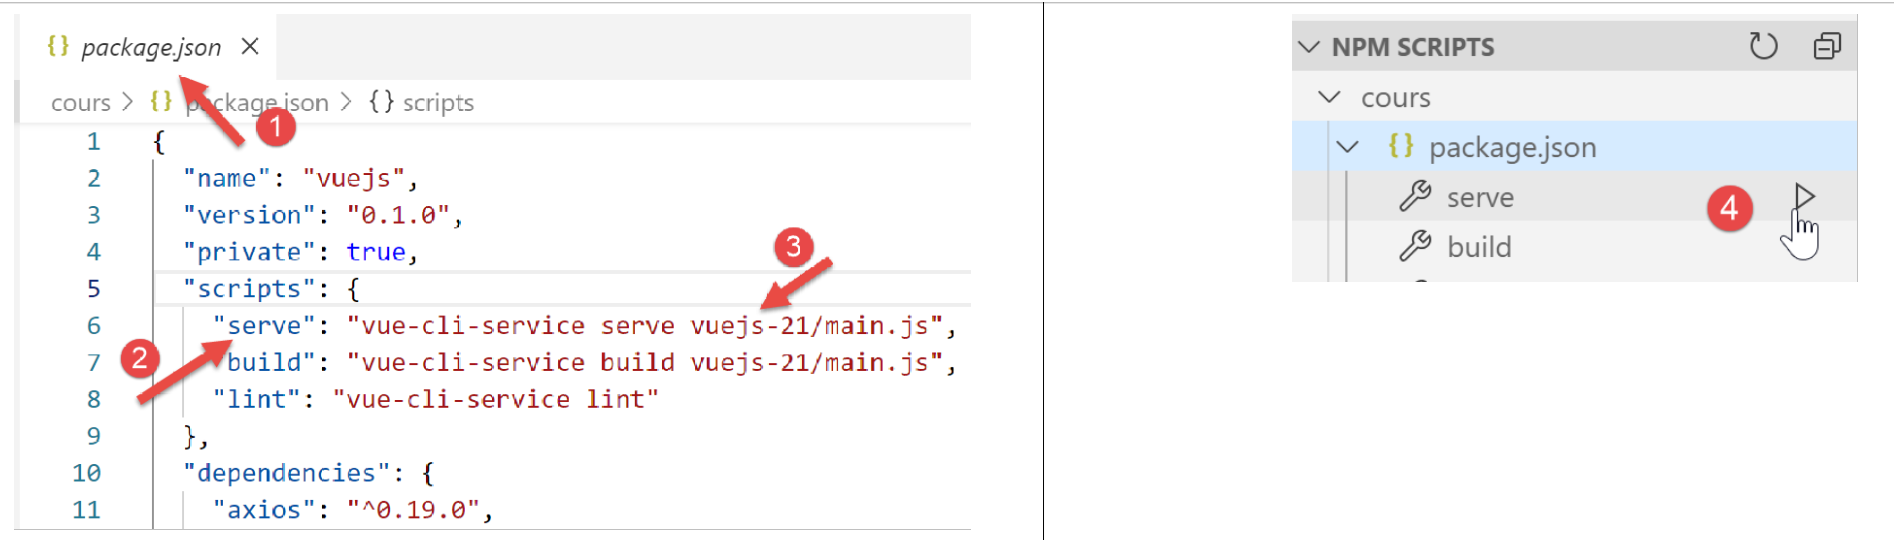 {} package.json ×
cours > {} package.json > {} scripts
1
1 {
2 "name": "vuejs",
3 "version": "0.1.0",
4 "private": true,
3
5 "scripts": {
6 "serve": "vue-cli-service serve vuejs-21/main.js",
2
7 "build": "vue-cli-service build vuejs-21/main.js",
8 "lint": "vue-cli-service lint"
9 },
10 "dependencies": {
11 "axios": "^0.19.0",
NPM SCRIPTS
cours
{} package.json
serve
4
build